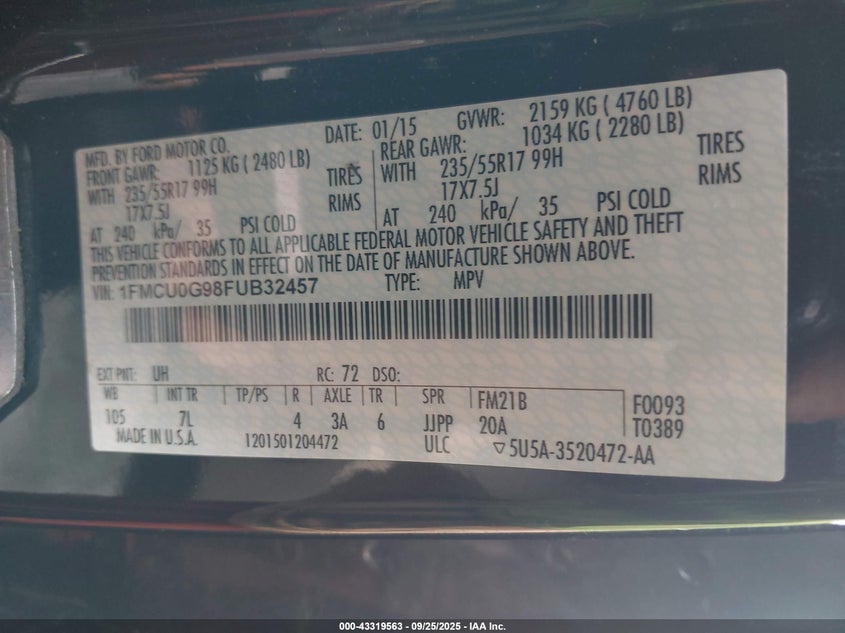 MFD. BY FORD MOTOR CO.
DATE: 01/15
GVWR: 2159 KG ( 4760 LB)
FRONT GAWR: 1125 KG ( 2480 LB)
REAR GAWR: 1034 KG ( 2280 LB)
WITH 235/55R17 99H TIRES
WITH 235/55R17 99H TIRES
17X7.5J RIMS
17X7.5J RIMS
AT 240 kPa/ 35 PSI COLD
AT 240 kPa/ 35 PSI COLD
THIS VEHICLE CONFORMS TO ALL APPLICABLE FEDERAL MOTOR VEHICLE SAFETY AND THEFT
PREVENTION STANDARDS IN EFFECT ON THE DATE OF MANUFACTURE SHOWN ABOVE.
VIN: 1FMCU0G98FUB32457 TYPE: MPV
EXT PNT: UH RC: 72 DSO:
WB INT TR TP/PS R AXLE TR SPR FM21B F0093
105 7L 4 3A 6 JJPP 20A T0389
MADE IN U.S.A. 1201501204472 ULC ▽5U5A-3520472-AA
000-43319563 - 09/25/2025 - IAA Inc.